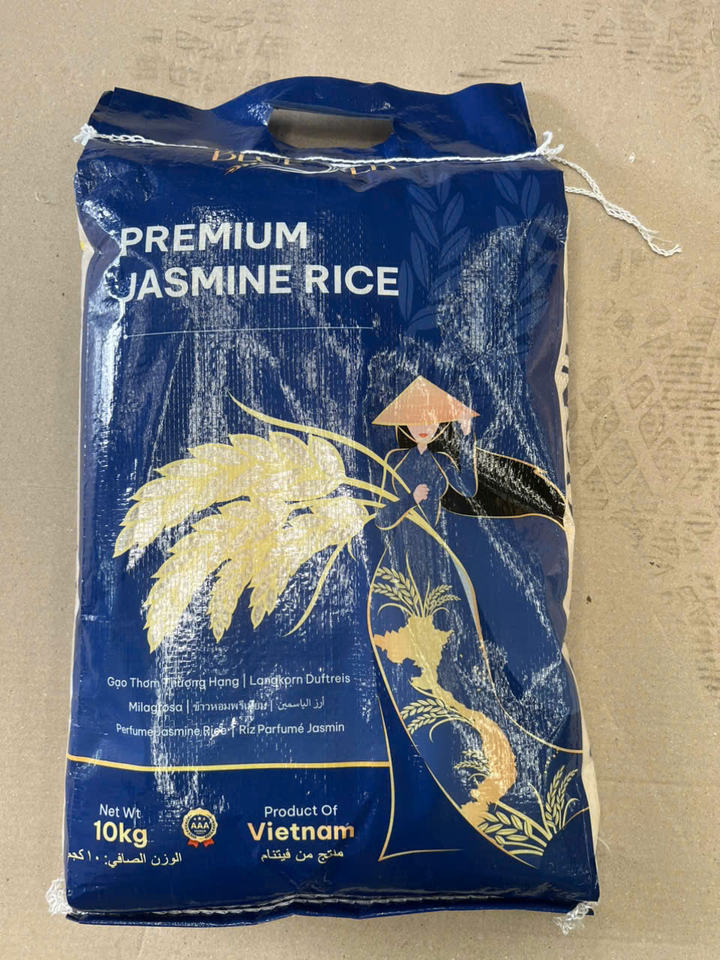 PREMIUM
JASMINE RICE
Gạo Thơm Thượng Hạng | Langkorn Duftreis
Milagrosa | ข้าวหอมพรีเมียม | أرز الياسمين
Perfume Jasmine Rice | Riz Parfumé Jasmin
Net Wt
10kg
الوزن الصافي: ١٠ كجم
AAA
Product Of
Vietnam
منتج من فيتنام